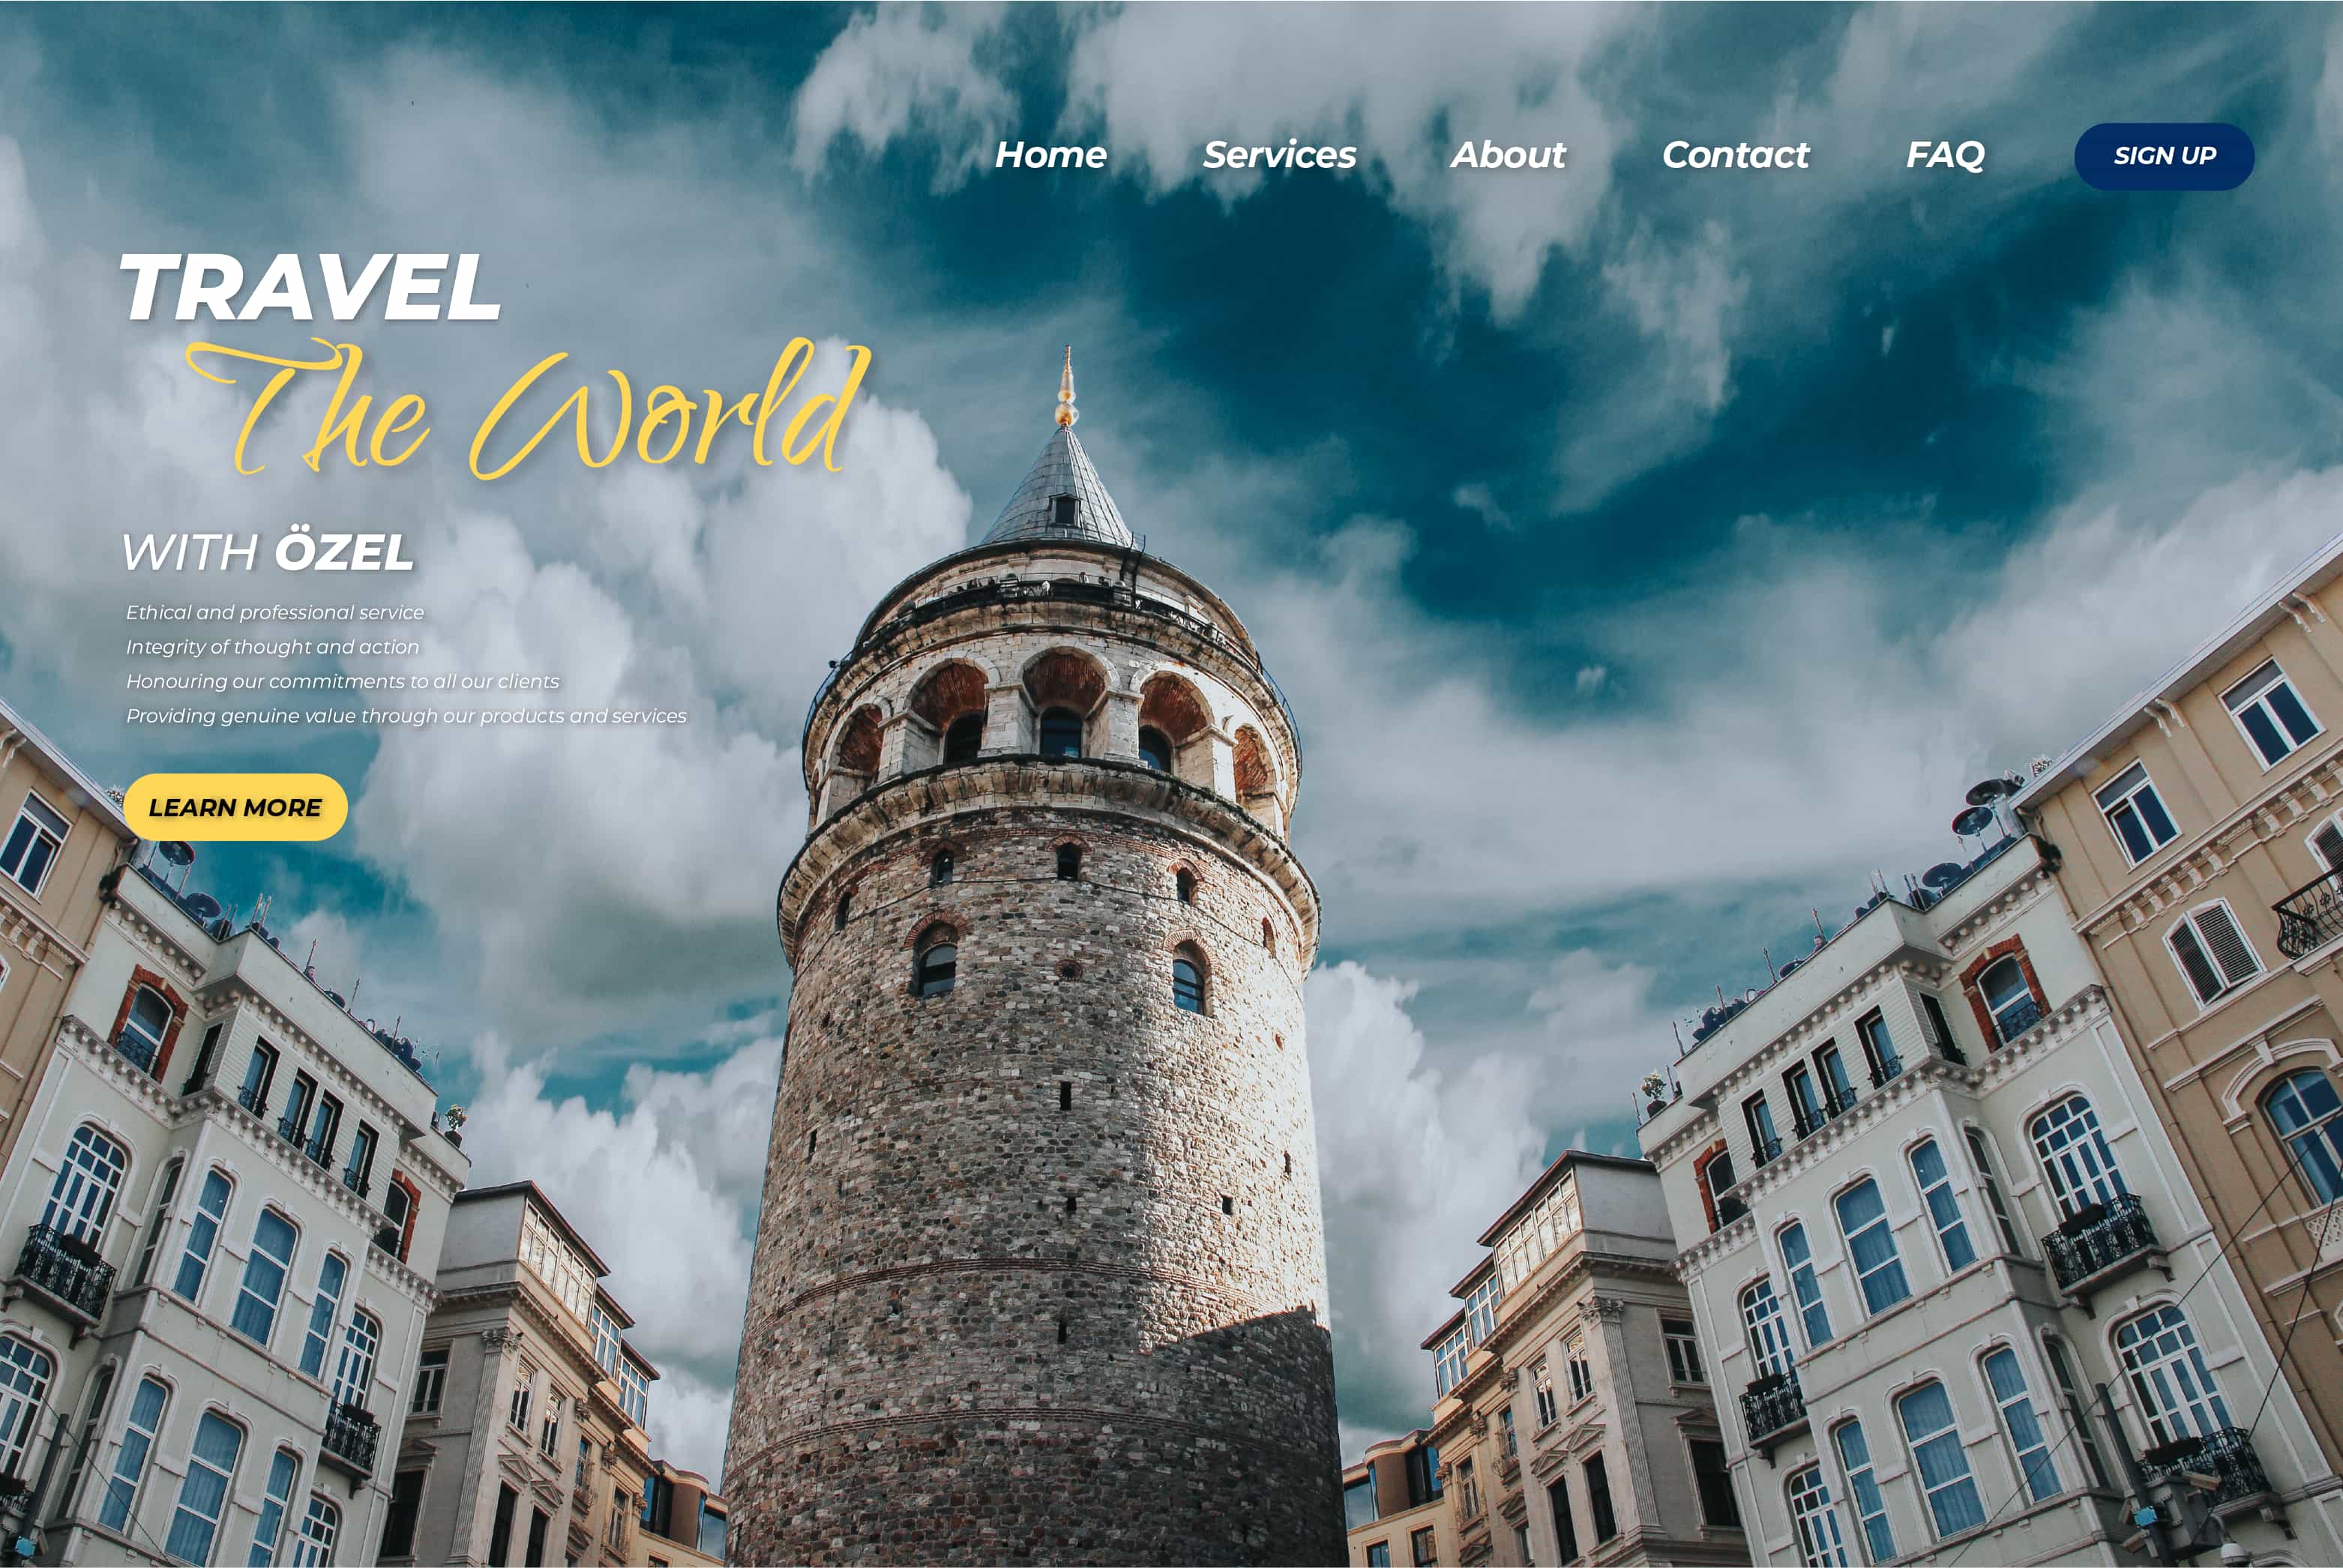 Home Services About Contact FAQ SIGN UP
TRAVEL
The World
WITH ÖZEL
Ethical and professional service
Integrity of thought and action
Honouring our commitments to all our clients
Providing genuine value through our products and services
LEARN MORE